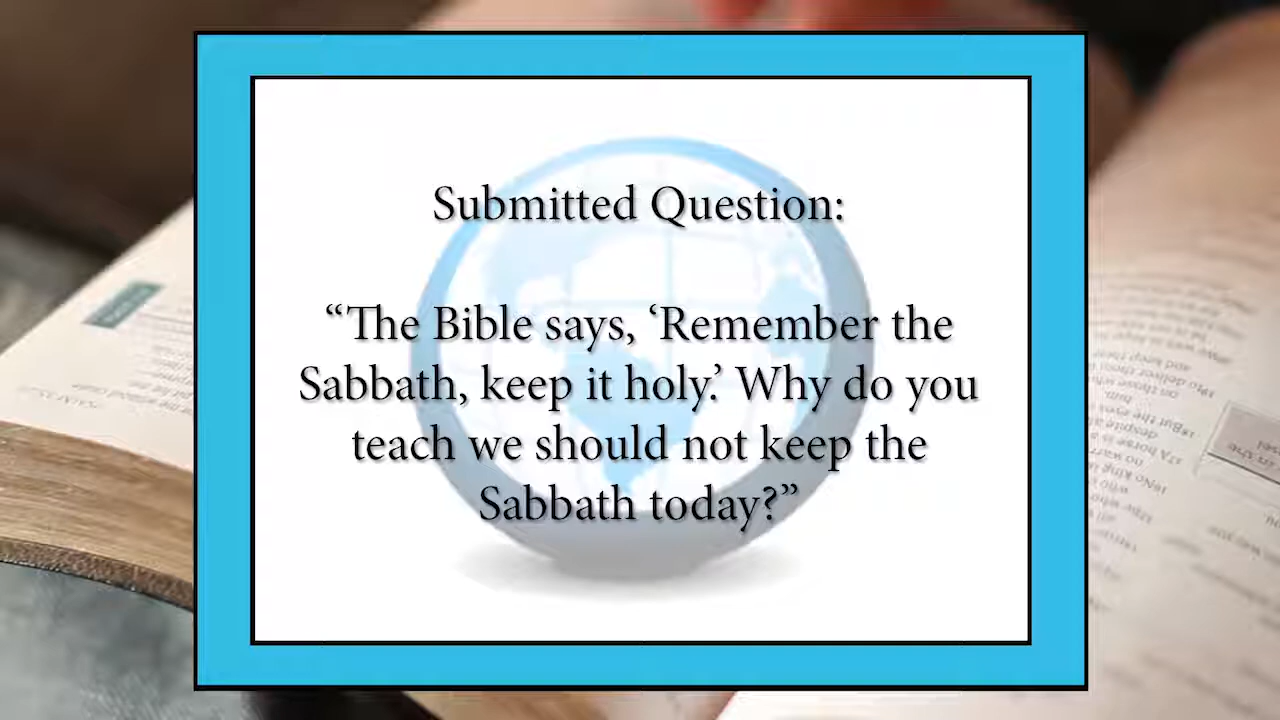 Submitted Question:
“The Bible says, ‘Remember the
Sabbath, keep it holy.’ Why do you
teach we should not keep the
Sabbath today?”